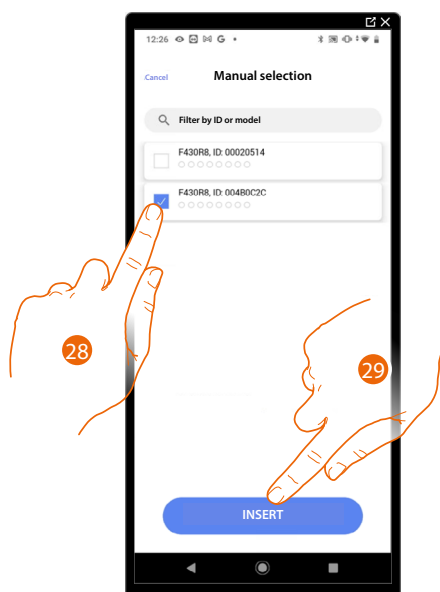 12:26
Cancel
Manual selection
Filter by ID or model
F430R8, ID: 00020514
F430R8, ID: 004B0C2C
28
29
INSERT